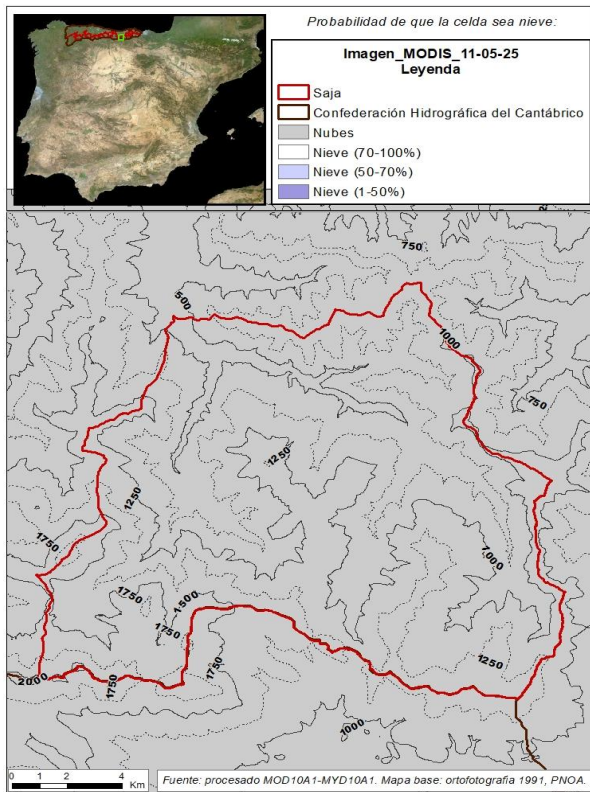 Probabilidad de que la celda sea nieve:
Imagen_MODIS_11-05-25
Leyenda
Saja
Confederación Hidrográfica del Cantábrico
Nubes
Nieve (70-100%)
Nieve (50-70%)
Nieve (1-50%)
750
500
1000
750
1250
1250
1750
1000
1750
1500
1750
1250
1750
2000
1750
1000
0 1 2 4
Km
Fuente: procesado MOD10A1-MYD10A1. Mapa base: ortofotografia 1991, PNOA.